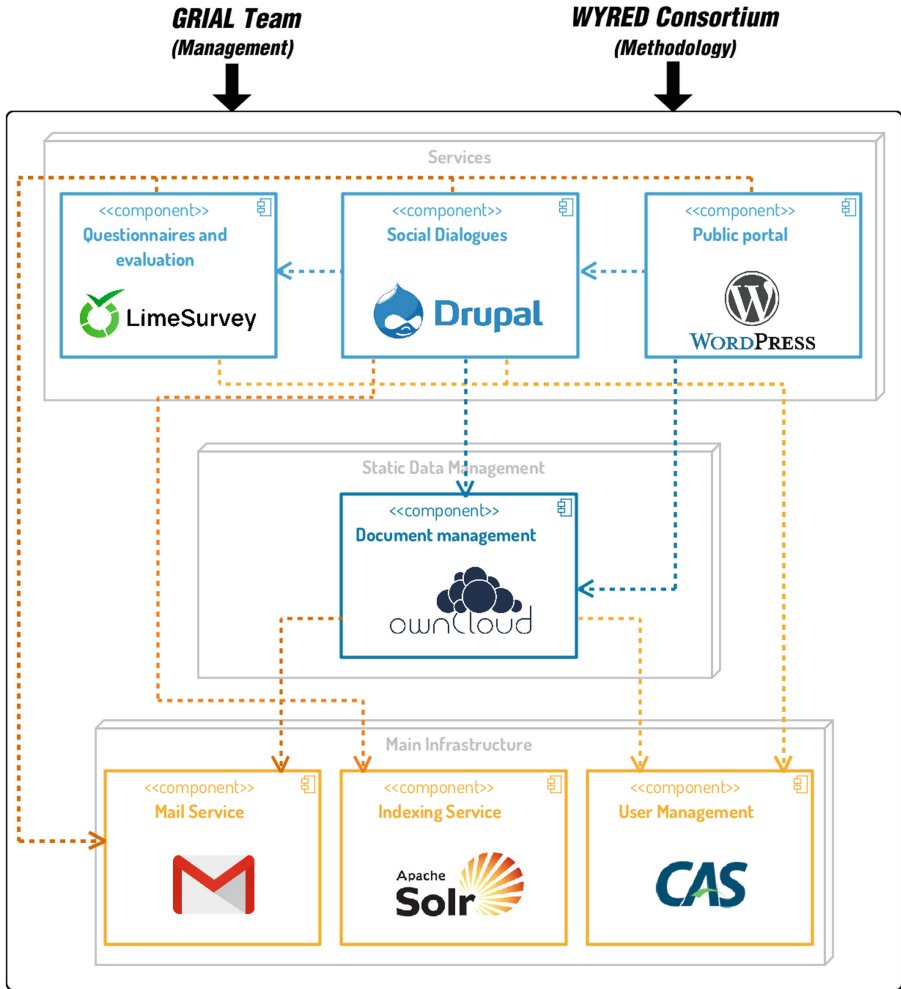 GRIAL Team
(Management)
WYRED Consortium
(Methodology)
Services
<<component>>
Questionnaires and
evaluation
LimeSurvey
<<component>>
Social Dialogues
Drupal
<<component>>
Public portal
W
WORDPRESS
Static Data Management
<<component>>
Document management
ownCloud
Main Infrastructure
<<component>>
Mail Service
<<component>>
Indexing Service
Apache
Solr
<<component>>
User Management
CAS